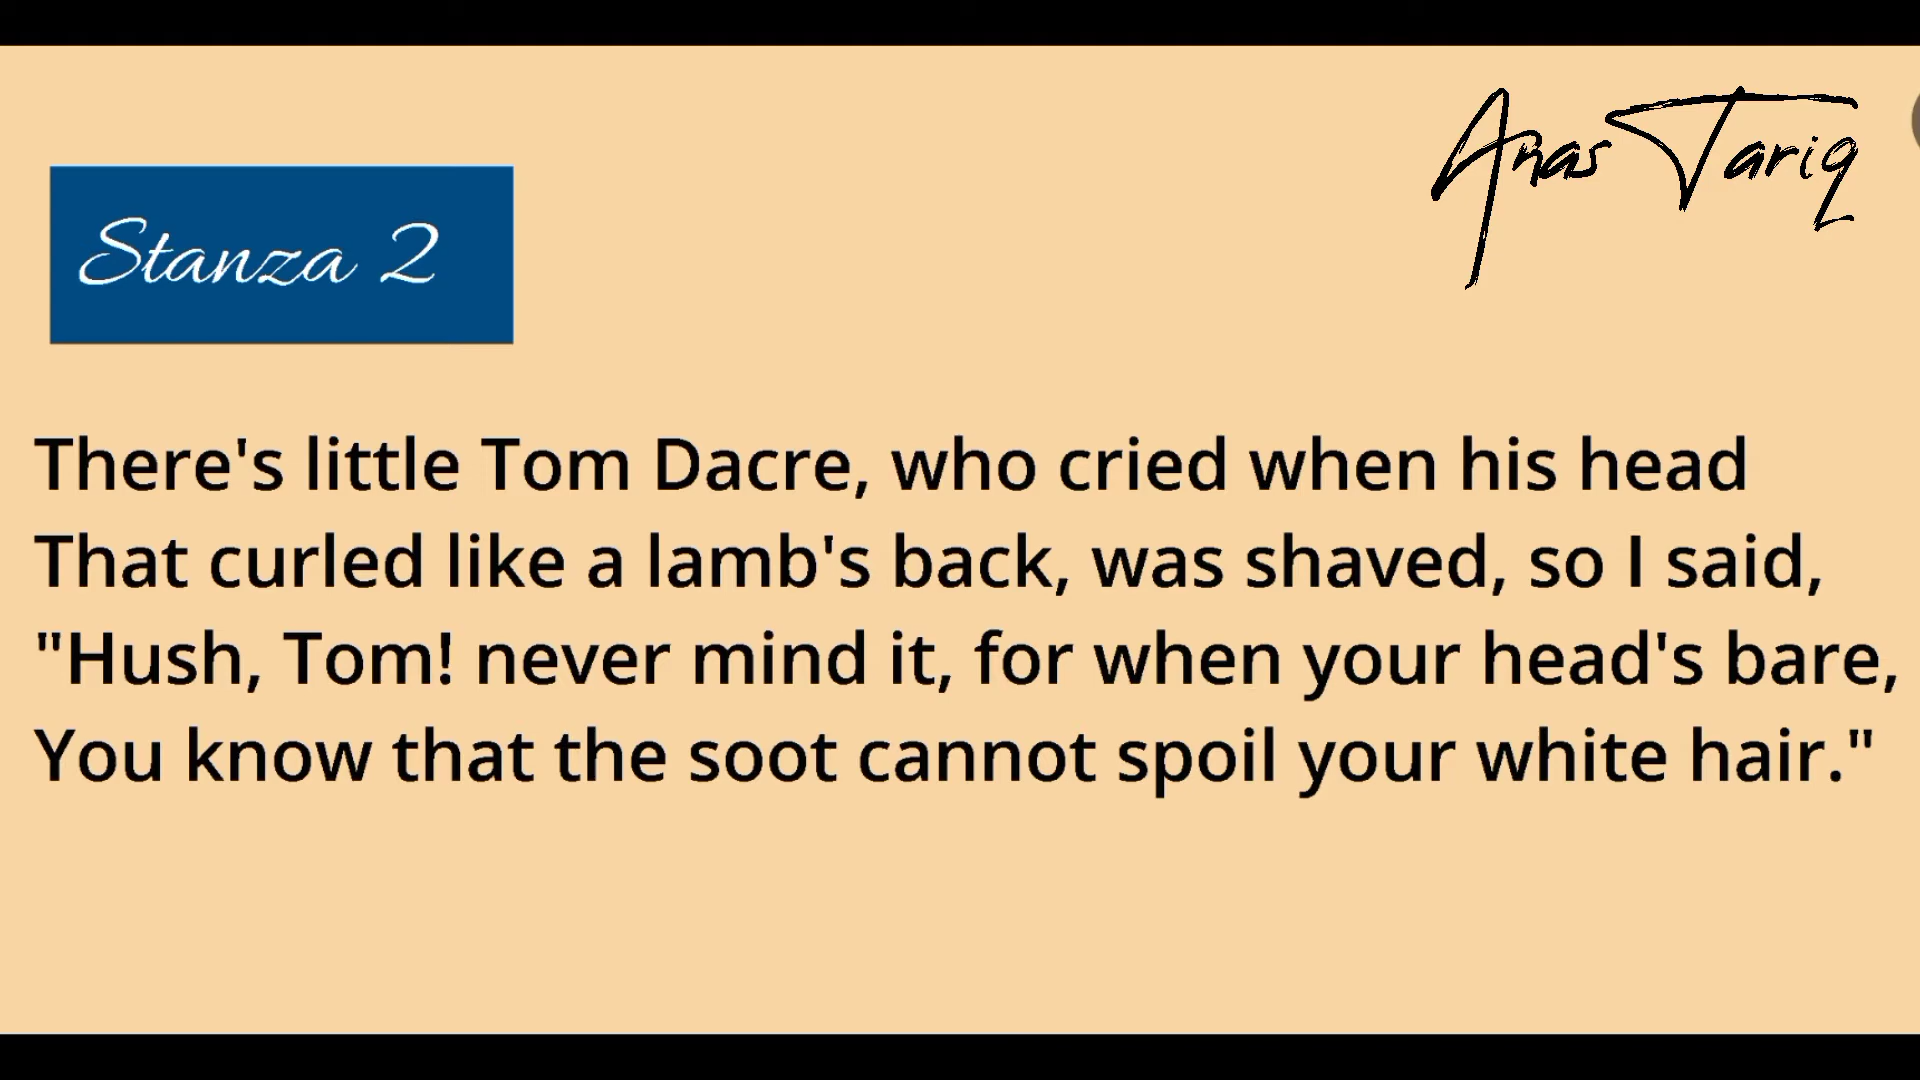 Anas Tariq
Stanza 2
There's little Tom Dacre, who cried when his head
That curled like a lamb's back, was shaved, so I said,
"Hush, Tom! never mind it, for when your head's bare,
You know that the soot cannot spoil your white hair."